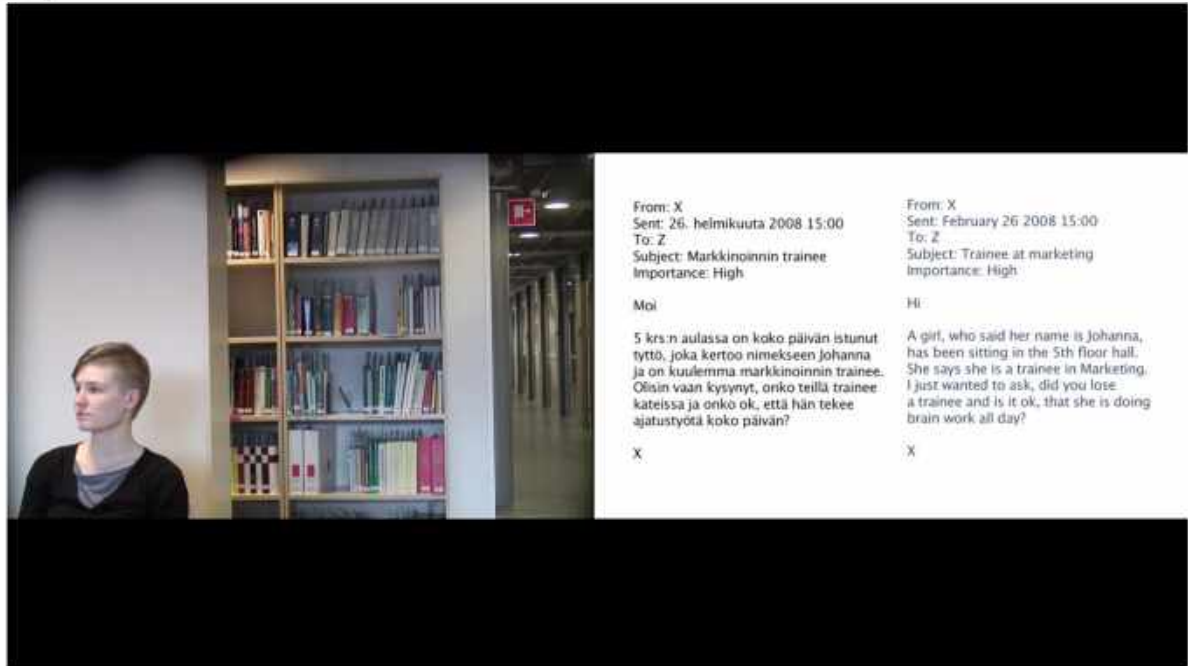 From: X
Sent: 26. helmikuuta 2008 15:00
To: Z
Subject: Markkinoinnin trainee
Importance: High
Moi
5 krs:n aulassa on koko päivän istunut
tyttö, joka kertoo nimekseen Johanna
ja on kuulemma markkinoinnin trainee.
Olisin vaan kysynyt, onko teillä trainee
kateissa ja onko ok, että hän tekee
ajatustyötä koko päivän?
X
From: X
Sent: February 26 2008 15:00
To: Z
Subject: Trainee at marketing
Importance: High
Hi
A girl, who said her name is Johanna,
has been sitting in the 5th floor hall.
She says she is a trainee in Marketing.
I just wanted to ask, did you lose
a trainee and is it ok, that she is doing
brain work all day?
X